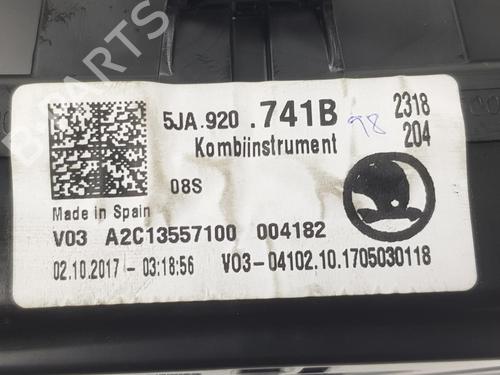 B-PARTS
5JA.920 .741B 2318
98 204
Kombiinstrument
08S
Made in Spain
V03 A2C13557100 004182
02.10.2017 - 03:18:56 V03-04102.10.1705030118